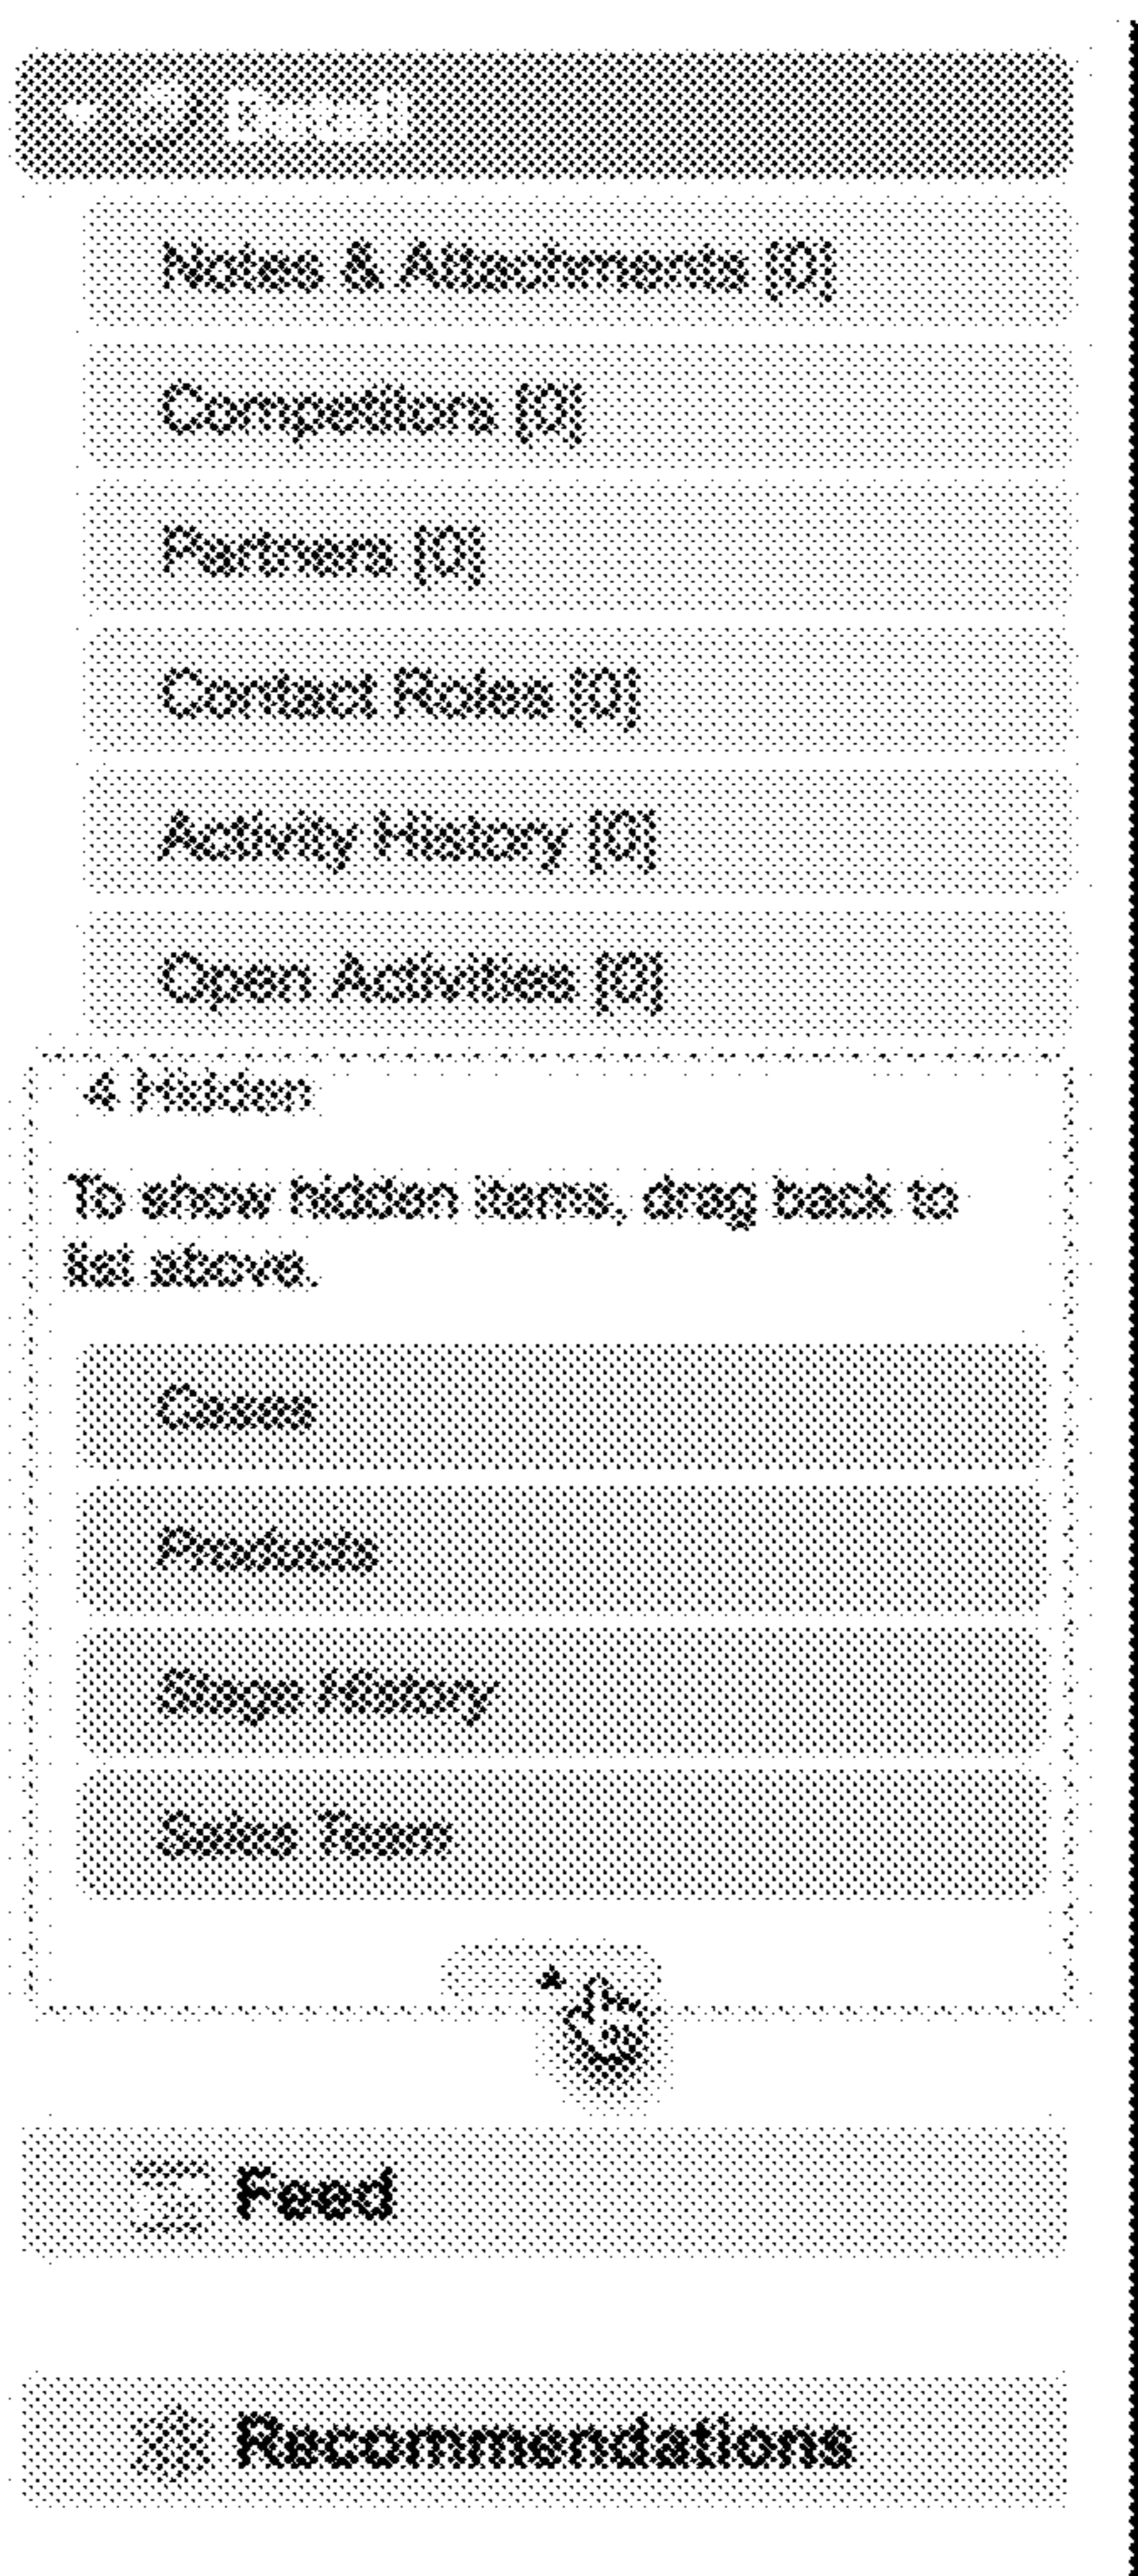 Notes & Attachments [0]
Competitors [0]
Partners [0]
Contact Roles [0]
Activity History [0]
Open Activities [0]
4 Hidden
To show hidden items, drag back to
list above.
Cases
Products
Stage History
Sales Team
Feed
Recommendations